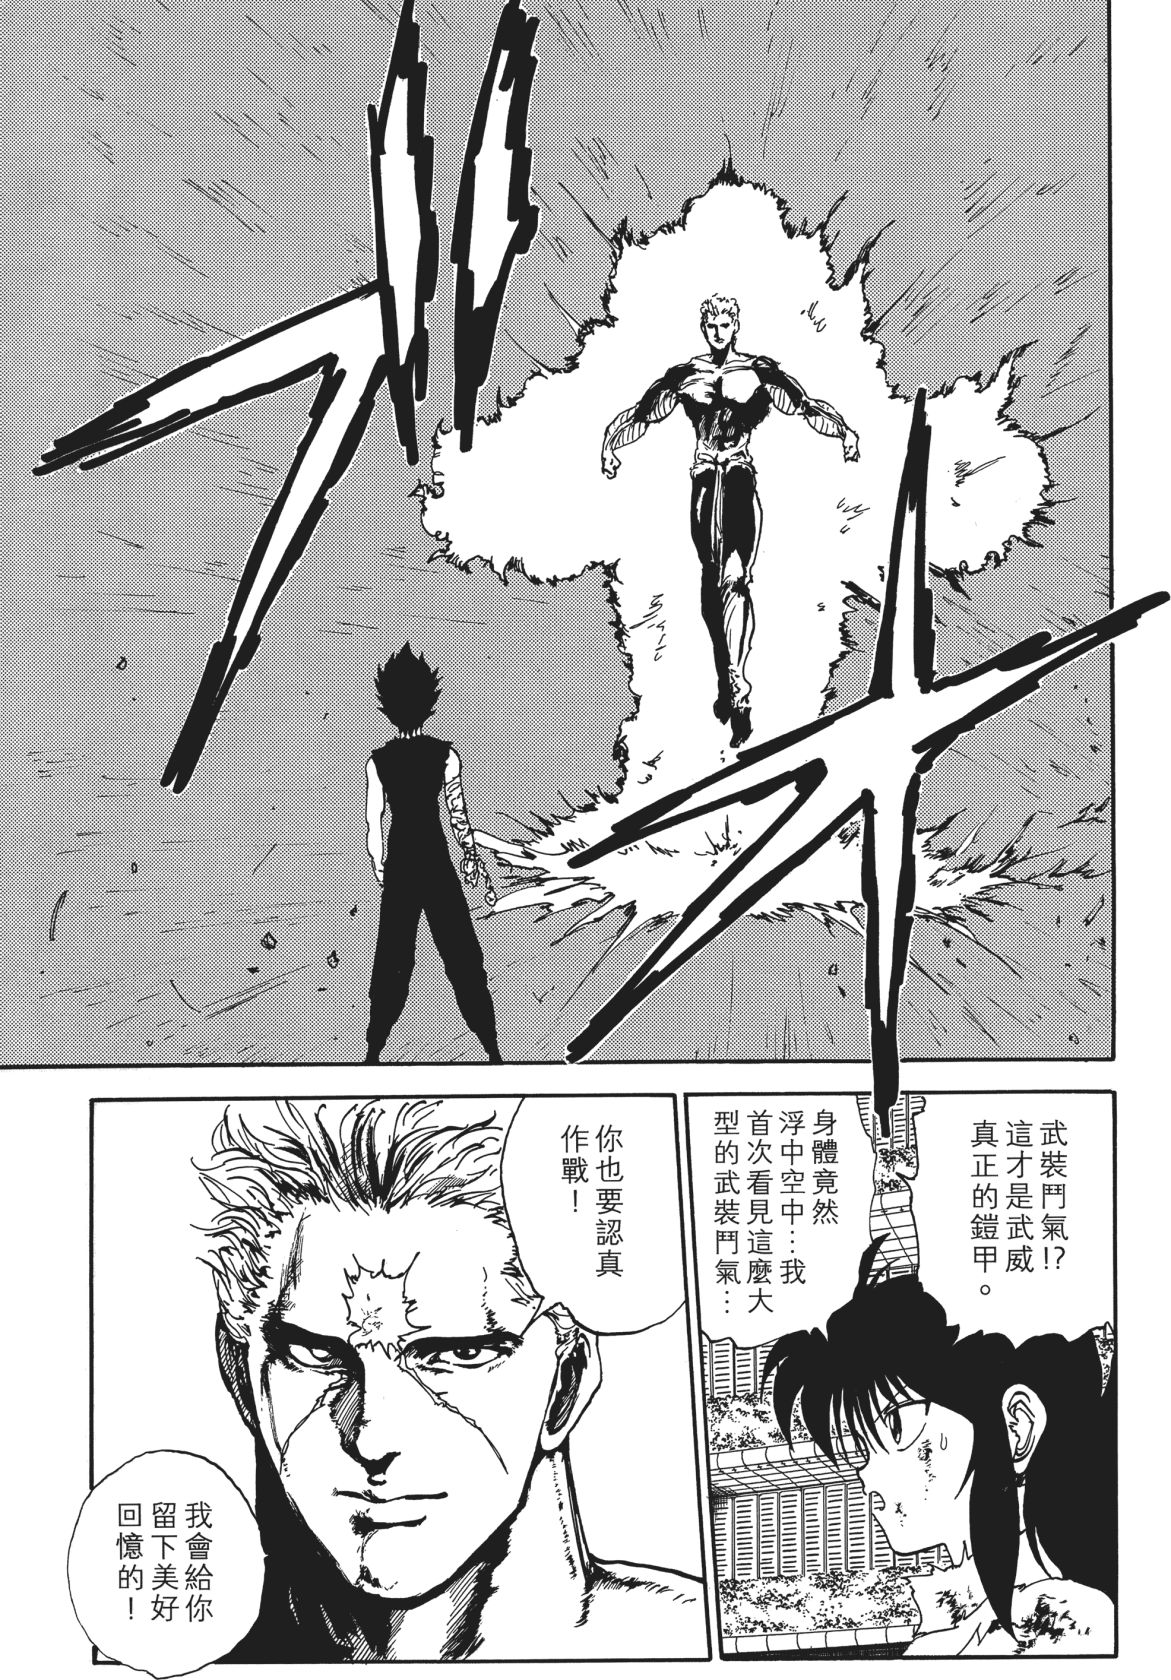 ブオ
武裝鬥氣!?
這才是武威
真正的鎧甲。
身體竟然
浮中空中…我
首次看見這麼大
型的武裝鬥氣…
你也要認真
作戰！
我會給你
留下美好
回憶的！